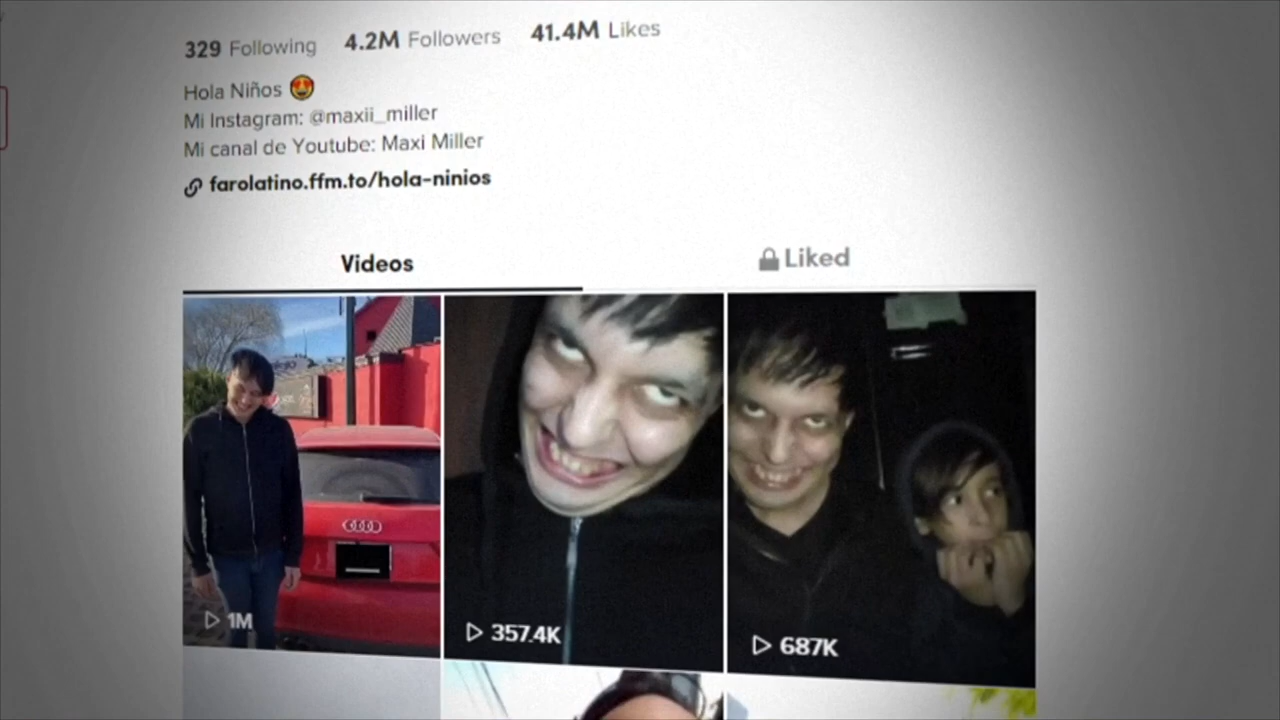 329 Following 4.2M Followers 41.4M Likes
Hola Niños
Mi Instagram: @maxii_miller
Mi canal de Youtube: Maxi Miller
farolatino.ffm.to/hola-ninios
Videos Liked
1M 357.4K 687K